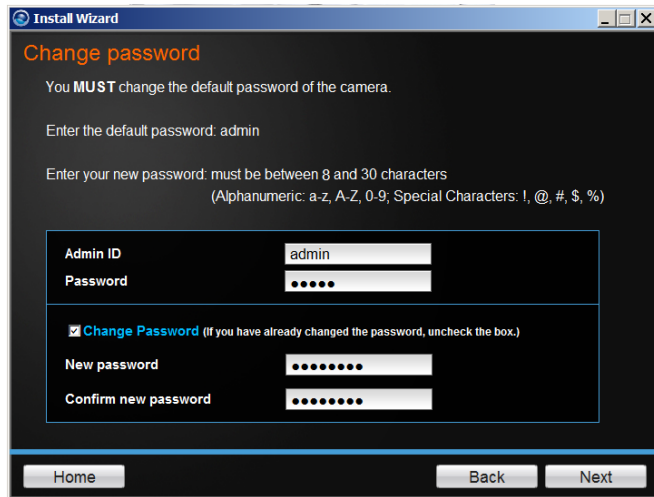 Install Wizard
Change password
You MUST change the default password of the camera.
Enter the default password: admin
Enter your new password: must be between 8 and 30 characters
(Alphanumeric: a-z, A-Z, 0-9; Special Characters: !, @, #, $, %)
Admin ID admin
Password ●●●●●
Change Password (If you have already changed the password, uncheck the box.)
New password ●●●●●●●●
Confirm new password ●●●●●●●●
Home Back Next